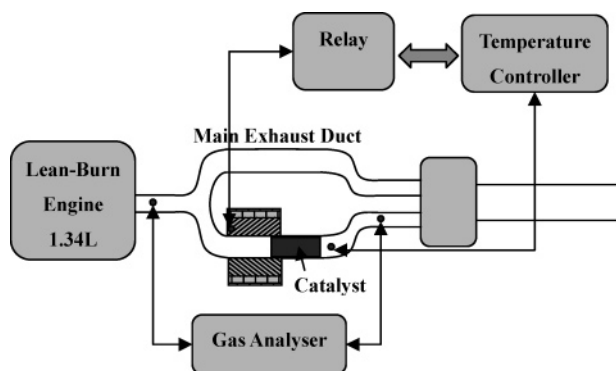 Relay
Temperature
Controller
Main Exhaust Duct
Lean-Burn
Engine
1.34L
Catalyst
Gas Analyser